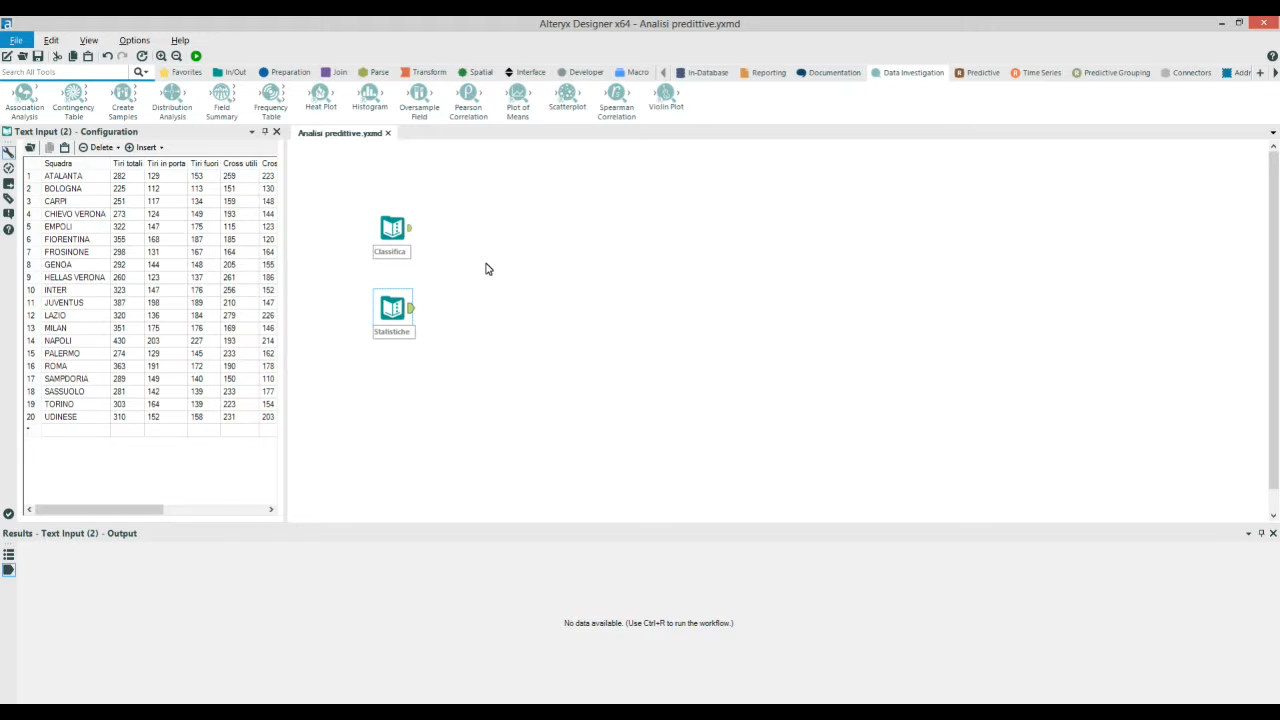 Alteryx Designer x64 - Analisi predittive.yxmd
File Edit View Options Help
Search All Tools Favorites In/Out Preparation Join Parse Transform Spatial Interface Developer Macro In-Database Reporting Documentation Data Investigation Predictive Time Series Predictive Grouping Connectors Addr
Association Analysis
Contingency Table
Create Samples
Distribution Analysis
Field Summary
Frequency Table
Heat Plot
Histogram
Oversample Field
Pearson Correlation
Plot of Means
Scatterplot
Spearman Correlation
Violin Plot
Text Input (2) - Configuration
Analisi predittive.yxmd
Delete Insert
Squadra Tiri totali Tiri in porta Tiri fuori Cross utili Cros
1 ATALANTA 282 129 153 259 223
2 BOLOGNA 225 112 113 151 130
3 CARPI 251 117 134 159 148
4 CHIEVO VERONA 273 124 149 193 144
5 EMPOLI 322 147 175 115 123
6 FIORENTINA 355 168 187 185 120
7 FROSINONE 298 131 167 164 164
8 GENOA 292 144 148 205 155
9 HELLAS VERONA 260 123 137 261 186
10 INTER 323 147 176 256 152
11 JUVENTUS 387 198 189 210 147
12 LAZIO 320 136 184 279 226
13 MILAN 351 175 176 169 146
14 NAPOLI 430 203 227 193 214
15 PALERMO 274 129 145 233 162
16 ROMA 363 191 172 190 178
17 SAMPDORIA 289 149 140 150 110
18 SASSUOLO 281 142 139 233 177
19 TORINO 303 164 139 223 154
20 UDINESE 310 152 158 231 203
*
Classifica
Statistiche
Results - Text Input (2) - Output
No data available. (Use Ctrl+R to run the workflow.)